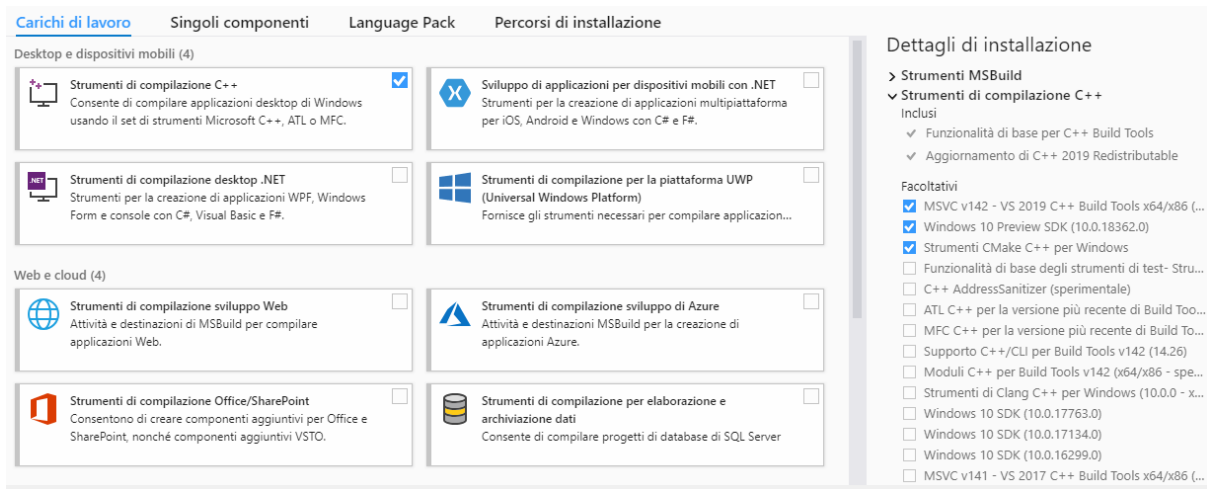 Carichi di lavoro Singoli componenti Language Pack Percorsi di installazione
Desktop e dispositivi mobili (4)
Strumenti di compilazione C++
Consente di compilare applicazioni desktop di Windows
usando il set di strumenti Microsoft C++, ATL o MFC.
Sviluppo di applicazioni per dispositivi mobili con .NET
Strumenti per la creazione di applicazioni multipiattaforma
per iOS, Android e Windows con C# e F#.
.NET
Strumenti di compilazione desktop .NET
Strumenti per la creazione di applicazioni WPF, Windows
Form e console con C#, Visual Basic e F#.
Strumenti di compilazione per la piattaforma UWP
(Universal Windows Platform)
Fornisce gli strumenti necessari per compilare applicazion...
Web e cloud (4)
Strumenti di compilazione sviluppo Web
Attività e destinazioni di MSBuild per compilare
applicazioni Web.
Strumenti di compilazione sviluppo di Azure
Attività e destinazioni MSBuild per la creazione di
applicazioni Azure.
Strumenti di compilazione Office/SharePoint
Consentono di creare componenti aggiuntivi per Office e
SharePoint, nonché componenti aggiuntivi VSTO.
Strumenti di compilazione per elaborazione e
archiviazione dati
Consente di compilare progetti di database di SQL Server
Dettagli di installazione
Strumenti MSBuild
Strumenti di compilazione C++
Inclusi
Funzionalità di base per C++ Build Tools
Aggiornamento di C++ 2019 Redistributable
Facoltativi
MSVC v142 - VS 2019 C++ Build Tools x64/x86 (...
Windows 10 Preview SDK (10.0.18362.0)
Strumenti CMake C++ per Windows
Funzionalità di base degli strumenti di test- Stru...
C++ AddressSanitizer (sperimentale)
ATL C++ per la versione più recente di Build Too...
MFC C++ per la versione più recente di Build To...
Supporto C++/CLI per Build Tools v142 (14.26)
Moduli C++ per Build Tools v142 (x64/x86 - spe...
Strumenti di Clang C++ per Windows (10.0.0 - x...
Windows 10 SDK (10.0.17763.0)
Windows 10 SDK (10.0.17134.0)
Windows 10 SDK (10.0.16299.0)
MSVC v141 - VS 2017 C++ Build Tools x64/x86 (...